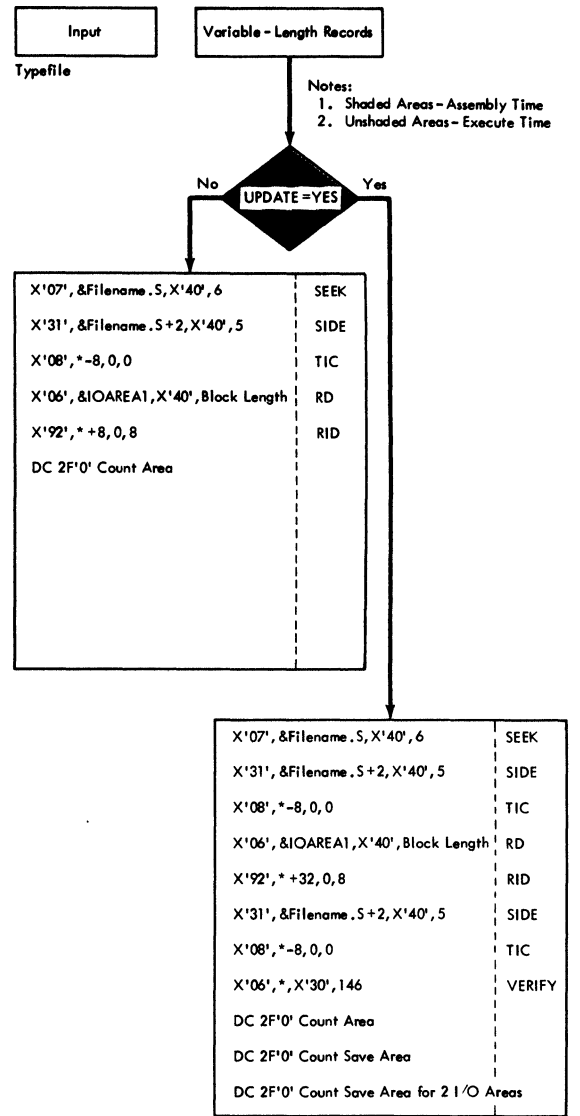 Input
Variable - Length Records
Typefile
Notes:
1. Shaded Areas - Assembly Time
2. Unshaded Areas - Execute Time
No
Yes
UPDATE =YES
X'07', &Filename.S, X'40', 6 SEEK
X'31', &Filename.S+2, X'40', 5 SIDE
X'08', *-8, 0, 0 TIC
X'06', &IOAREA1, X'40', Block Length RD
X'92', * +8, 0, 8 RID
DC 2F'0' Count Area
X'07', &Filename.S, X'40', 6 SEEK
X'31', &Filename.S+2, X'40', 5 SIDE
X'08', *-8, 0, 0 TIC
X'06', &IOAREA1, X'40', Block Length RD
X'92', * +32, 0, 8 RID
X'31', &Filename.S+2, X'40', 5 SIDE
X'08', *-8, 0, 0 TIC
X'06', *, X'30', 146 VERIFY
DC 2F'0' Count Area
DC 2F'0' Count Save Area
DC 2F'0' Count Save Area for 2 I/O Areas